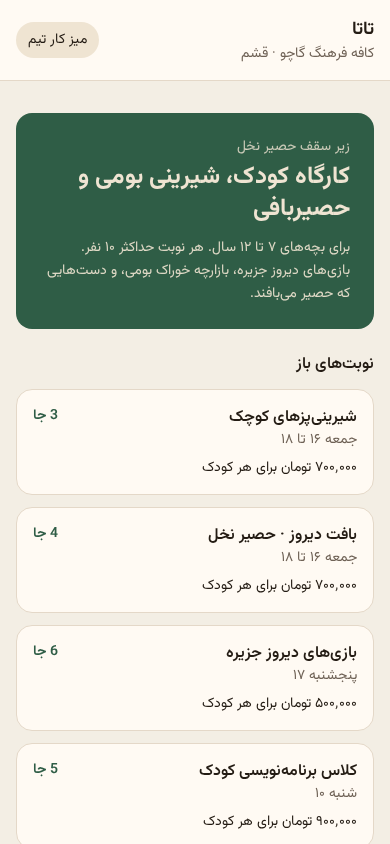 تاتا
کافه فرهنگ گاچو · قشم
میز کار تیم
زیر سقف حصیر نخل
کارگاه کودک، شیرینی بومی و
حصیربافی
برای بچه‌های ۷ تا ۱۲ سال. هر نوبت حداکثر ۱۰ نفر.
بازی‌های دیروز جزیره، بازارچه خوراک بومی، و دست‌هایی
که حصیر می‌بافند.
نوبت‌های باز
شیرینی‌پزهای کوچک
3 جا
جمعه ۱۶ تا ۱۸
۷۰۰٬۰۰۰ تومان برای هر کودک
بافت دیروز · حصیر نخل
4 جا
جمعه ۱۶ تا ۱۸
۷۰۰٬۰۰۰ تومان برای هر کودک
بازی‌های دیروز جزیره
6 جا
پنجشنبه ۱۷
۵۰۰٬۰۰۰ تومان برای هر کودک
کلاس برنامه‌نویسی کودک
5 جا
شنبه ۱۰
۹۰۰٬۰۰۰ تومان برای هر کودک